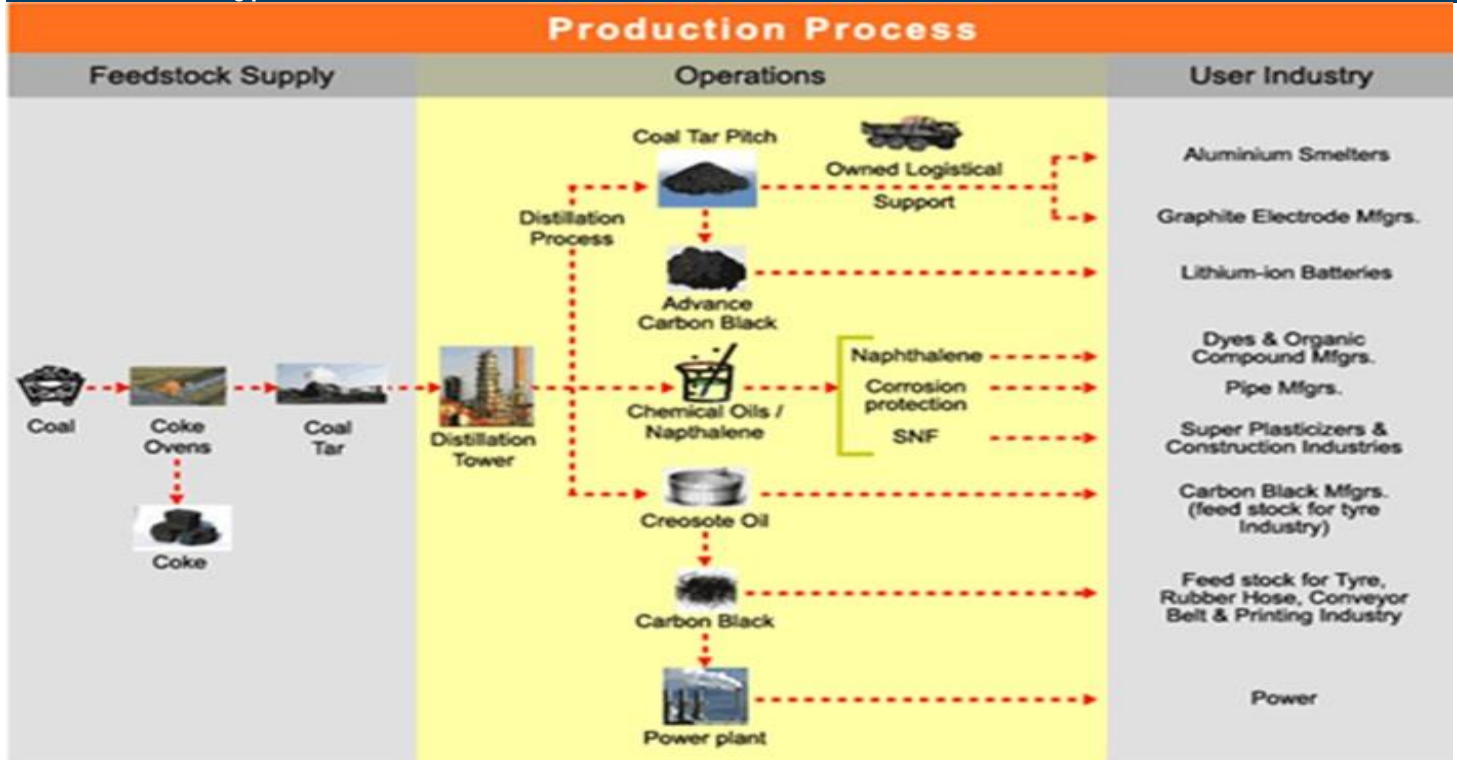 Production Process
Feedstock Supply
Operations
User Industry
Coal Tar Pitch
Owned Logistical
Support
Aluminium Smelters
Graphite Electrode Mfgrs.
Distillation
Process
Advance
Carbon Black
Lithium-ion Batteries
Coal
Coke
Ovens
Coal
Tar
Coke
Distillation
Tower
Chemical Oils /
Napthalene
Naphthalene
Corrosion
protection
SNF
Dyes & Organic
Compound Mfgrs.
Pipe Mfgrs.
Super Plasticizers &
Construction Industries
Creosote Oil
Carbon Black Mfgrs.
(feed stock for tyre
Industry)
Carbon Black
Feed stock for Tyre,
Rubber Hose, Conveyor
Belt & Printing Industry
Power plant
Power